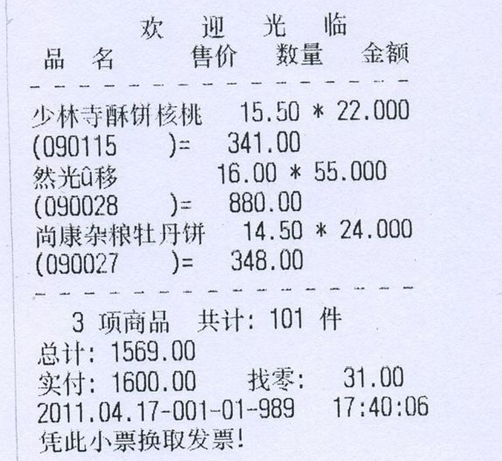 欢 迎 光 临
品 名 售价 数量 金额
少林寺酥饼核桃 15.50 * 22.000
(090115 )= 341.00
然光û移 16.00 * 55.000
(090028 )= 880.00
尚康杂粮牡丹饼 14.50 * 24.000
(090027 )= 348.00
3 项商品 共计: 101 件
总计: 1569.00
实付: 1600.00 找零: 31.00
2011.04.17-001-01-989 17:40:06
凭此小票换取发票!